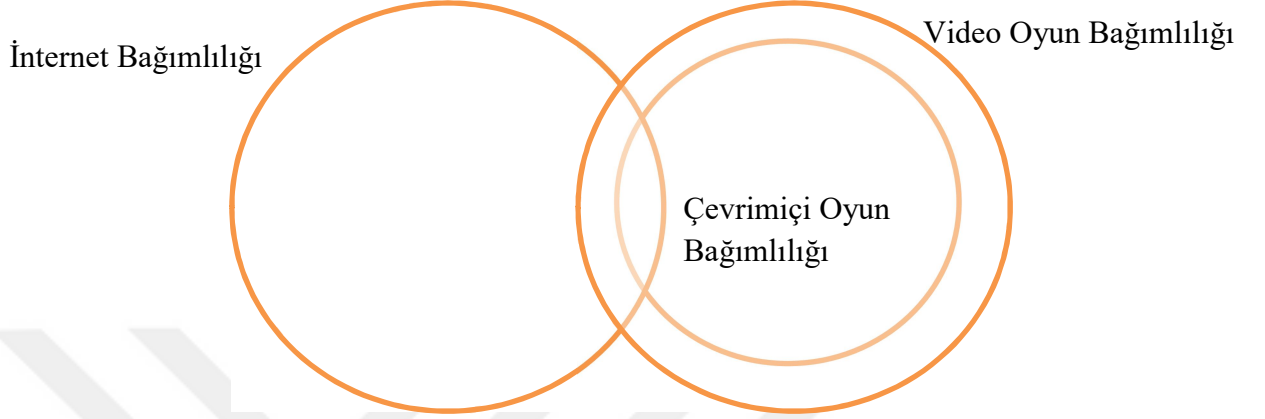 İnternet Bağımlılığı
Video Oyun Bağımlılığı
Çevrimiçi Oyun
Bağımlılığı